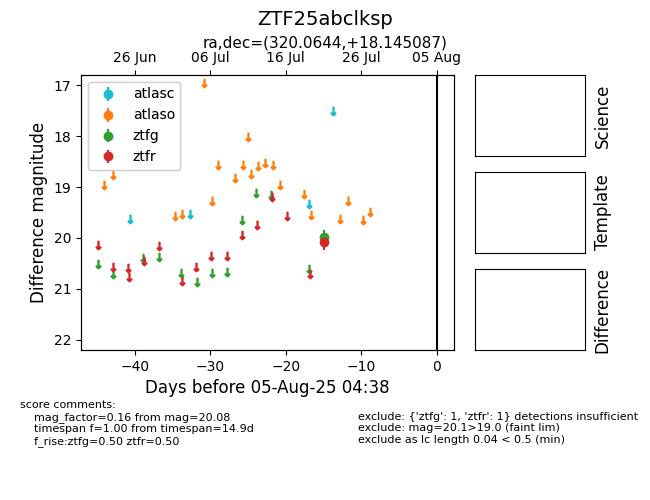 ZTF25abclksp
ra,dec=(320.0644,+18.145087)
26 Jun 06 Jul 16 Jul 26 Jul 05 Aug
atlasc
atlaso
ztfg
ztfr
17
18
19
20
21
22
Difference magnitude
−40 −30 −20 −10 0
Days before 05-Aug-25 04:38
Science
Template
Difference
score comments:
mag_factor=0.16 from mag=20.08
timespan f=1.00 from timespan=14.9d
f_rise:ztfg=0.50 ztfr=0.50
exclude: {'ztfg': 1, 'ztfr': 1} detections insufficient
exclude: mag=20.1>19.0 (faint lim)
exclude as lc length 0.04 < 0.5 (min)